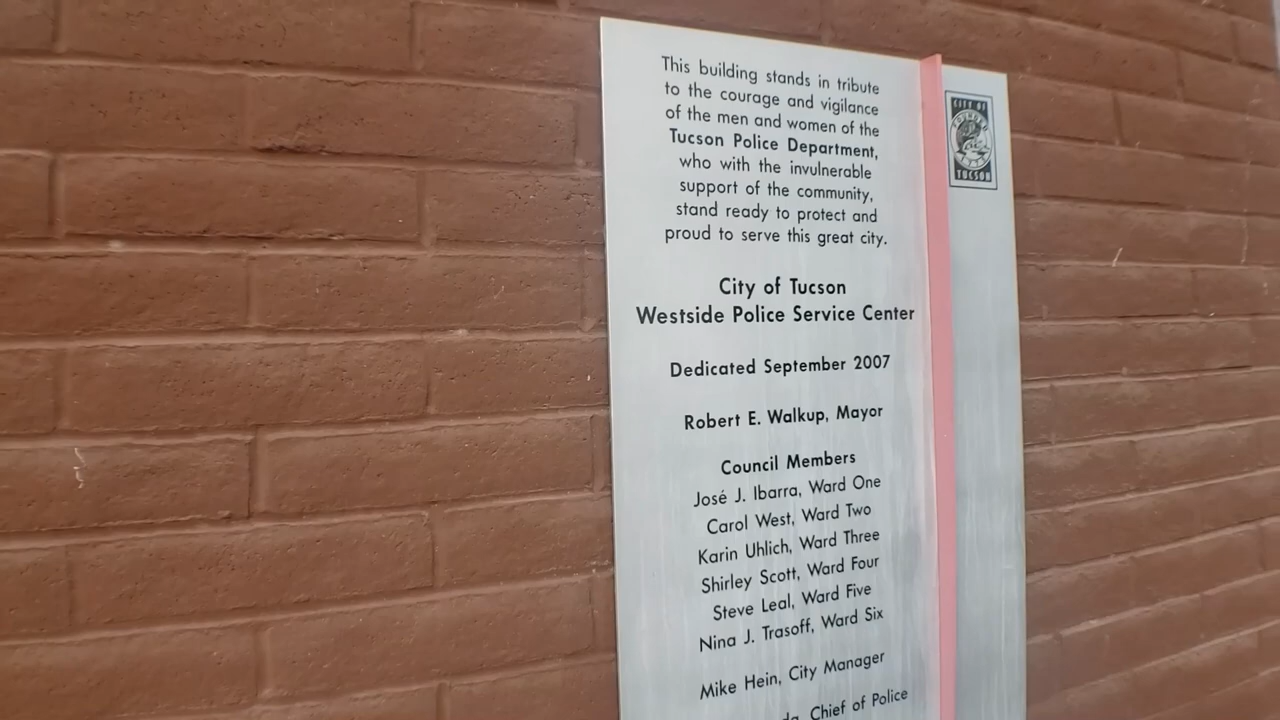 This building stands in tribute
to the courage and vigilance
of the men and women of the
Tucson Police Department,
who with the invulnerable
support of the community,
stand ready to protect and
proud to serve this great city.
City of Tucson
Westside Police Service Center
Dedicated September 2007
Robert E. Walkup, Mayor
Council Members
José J. Ibarra, Ward One
Carol West, Ward Two
Karin Uhlich, Ward Three
Shirley Scott, Ward Four
Steve Leal, Ward Five
Nina J. Trasoff, Ward Six
Mike Hein, City Manager
Chief of Police
CITY OF
TUCSON